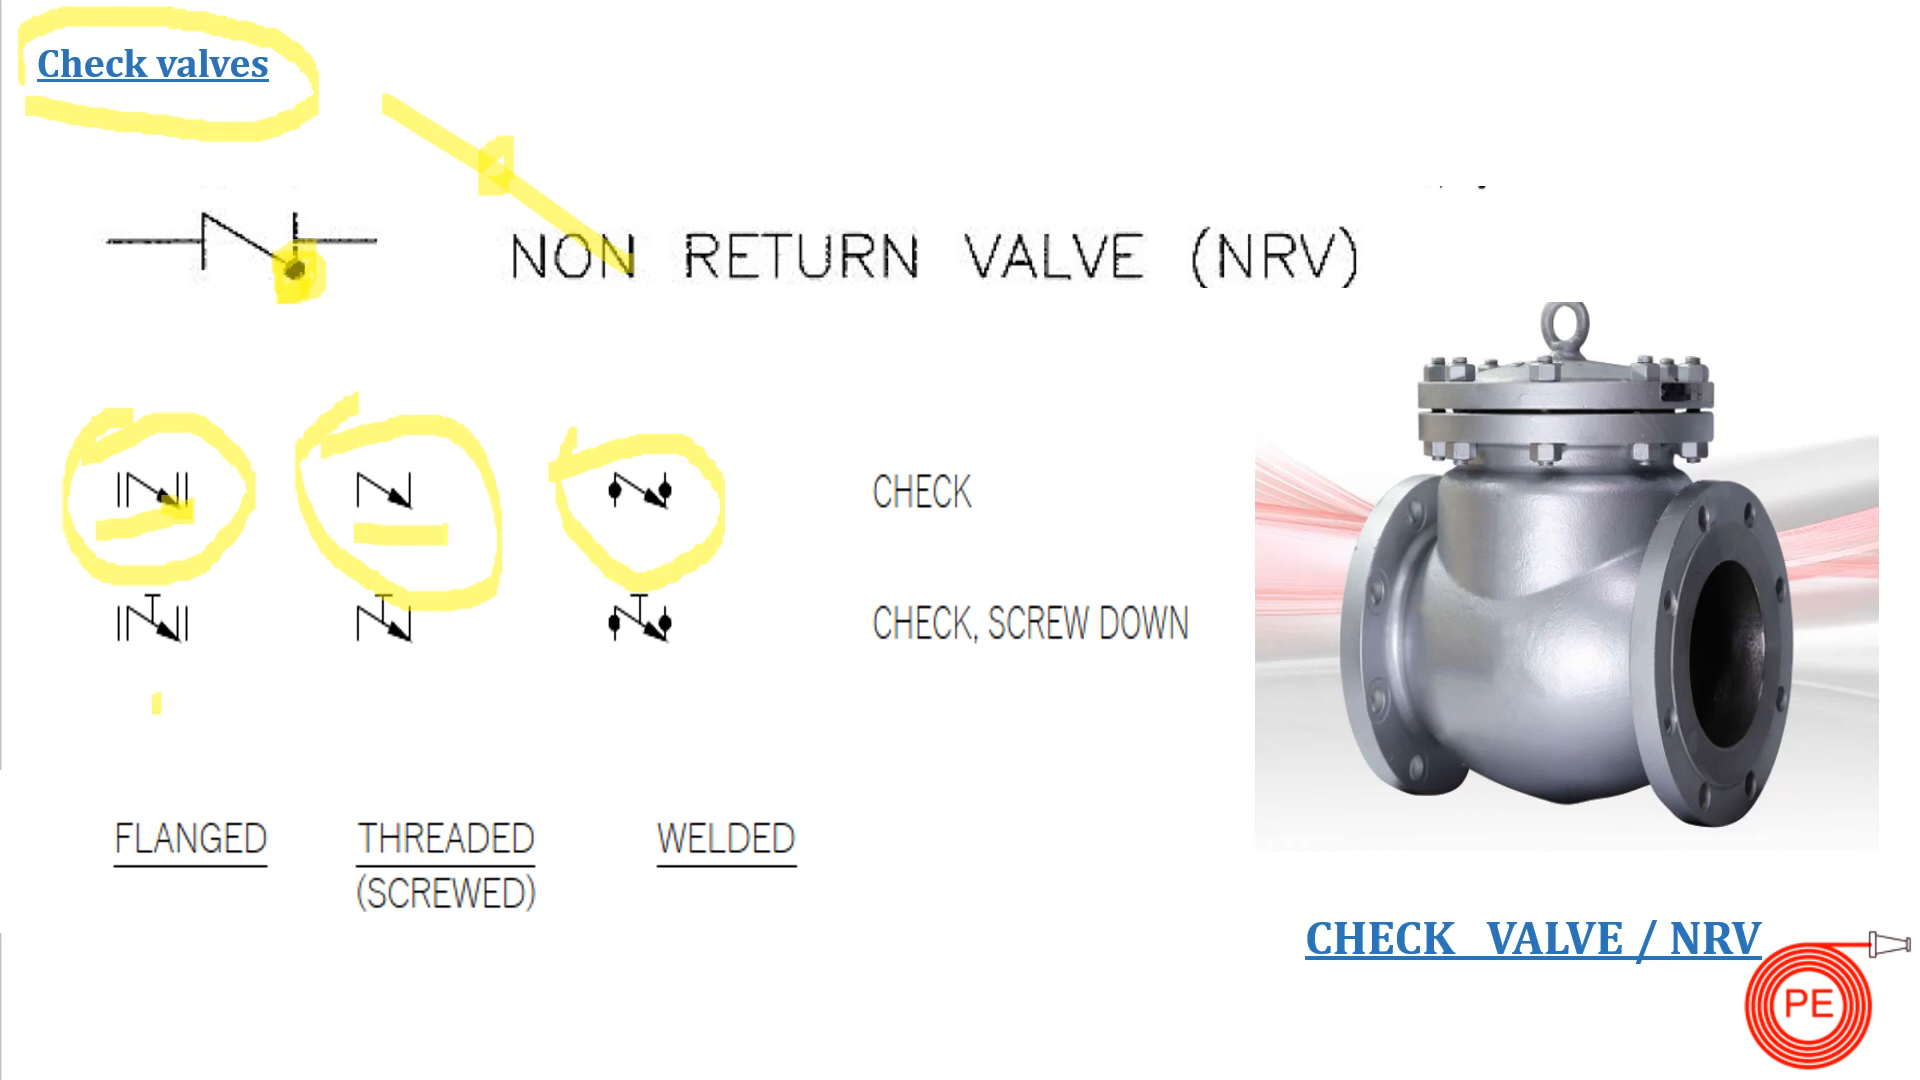 Check valves
NON RETURN VALVE (NRV)
CHECK
CHECK, SCREW DOWN
FLANGED
THREADED
(SCREWED)
WELDED
CHECK VALVE / NRV
PE